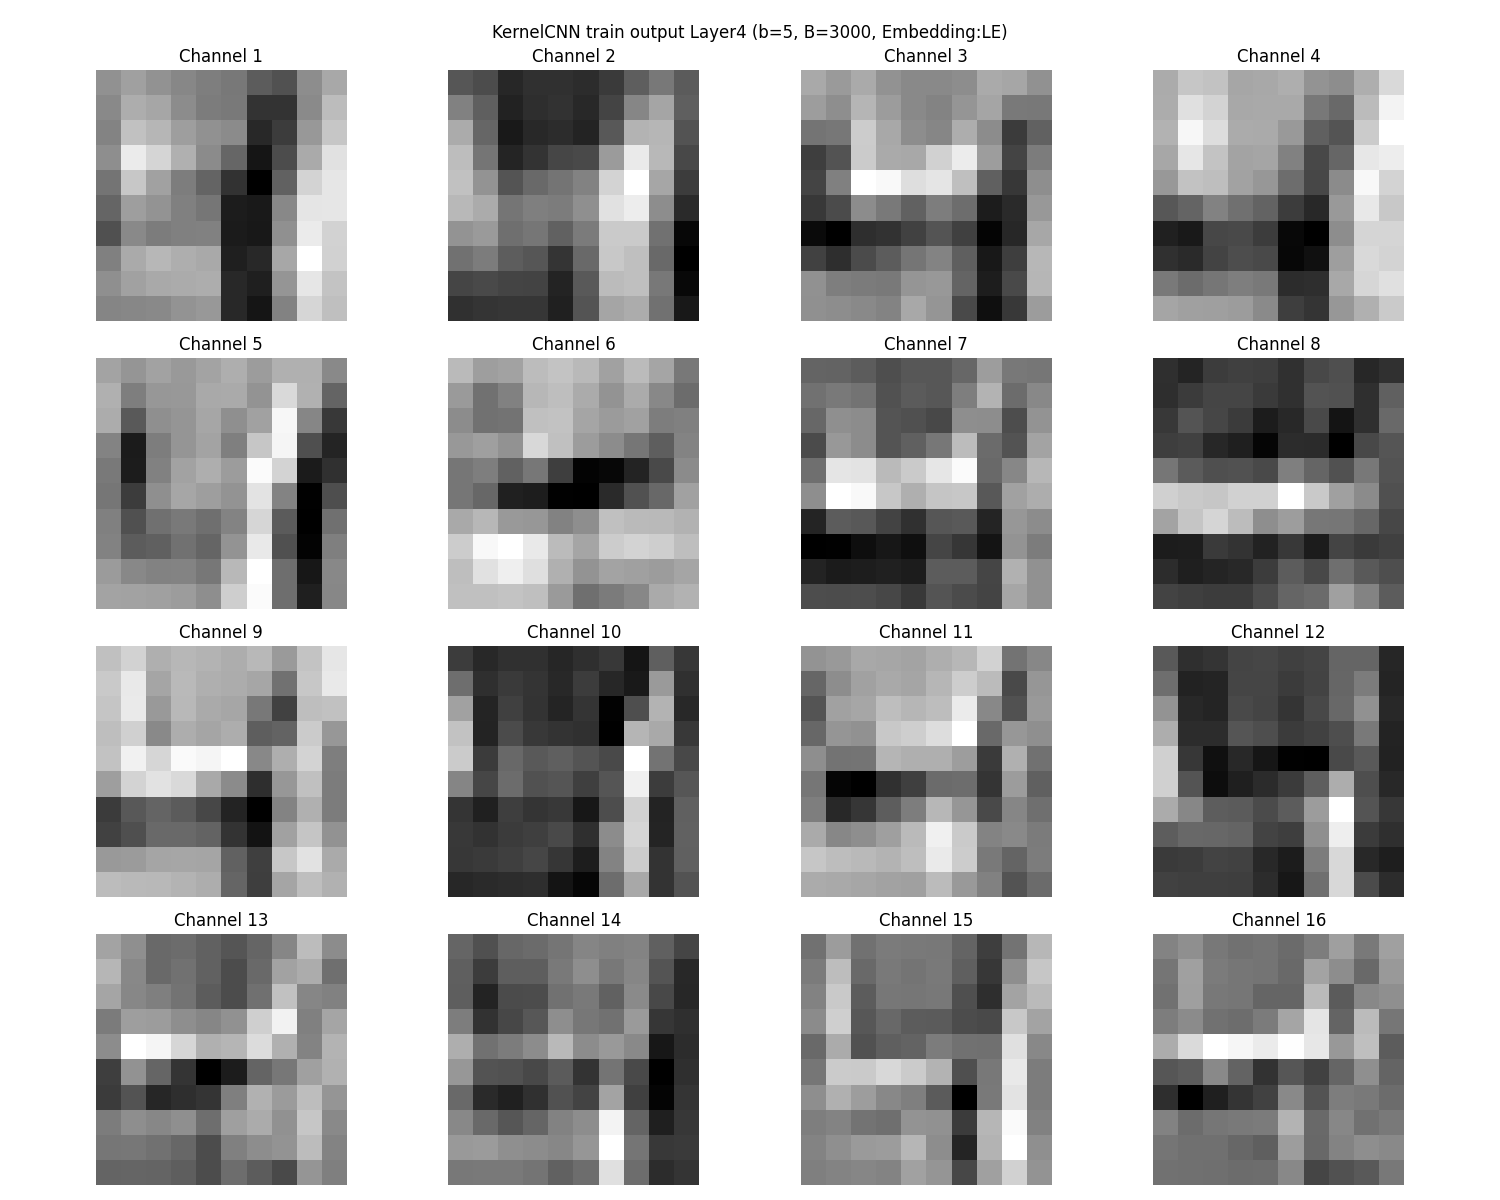 KernelCNN train output Layer4 (b=5, B=3000, Embedding:LE)
Channel 1
Channel 2
Channel 3
Channel 4
Channel 5
Channel 6
Channel 7
Channel 8
Channel 9
Channel 10
Channel 11
Channel 12
Channel 13
Channel 14
Channel 15
Channel 16